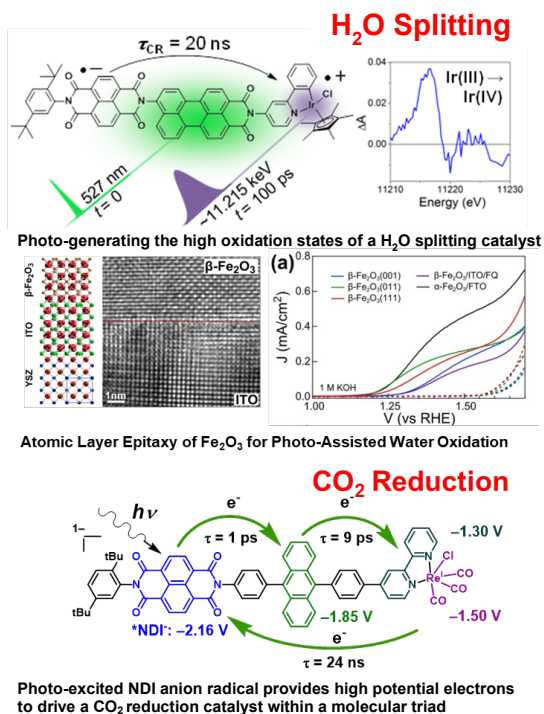 H₂O Splitting
τCR = 20 ns
•−
•+
O
O
O
O
N
N
N
N
O
O
O
O
Ir
Cl
527 nm
t = 0
~11.215 keV
t = 100 ps
Ir(III) →
Ir(IV)
0.04
0.02
0.00
ΔA
11210
11220
11230
Energy (eV)
Photo-generating the high oxidation states of a H₂O splitting catalyst
β-Fe₂O₃
ITO
YSZ
β-Fe₂O₃
1nm
ITO
(a)
0.8
0.6
0.4
0.2
0.0
J (mA/cm²)
β-Fe₂O₃(001)
β-Fe₂O₃(011)
β-Fe₂O₃(111)
β-Fe₂O₃/ITO/FQ
α-Fe₂O₃/FTO
1 M KOH
1.00
1.25
1.50
V (vs RHE)
Atomic Layer Epitaxy of Fe₂O₃ for Photo-Assisted Water Oxidation
CO₂ Reduction
hν
e⁻
e⁻
τ = 1 ps
τ = 9 ps
1−
tBu
tBu
O
O
N
N
O
O
N
N
Re
I
Cl
CO
CO
CO
−1.30 V
−1.50 V
−1.85 V
*NDI⁻: −2.16 V
e⁻
τ = 24 ns
Photo-excited NDI anion radical provides high potential electrons
to drive a CO₂ reduction catalyst within a molecular triad